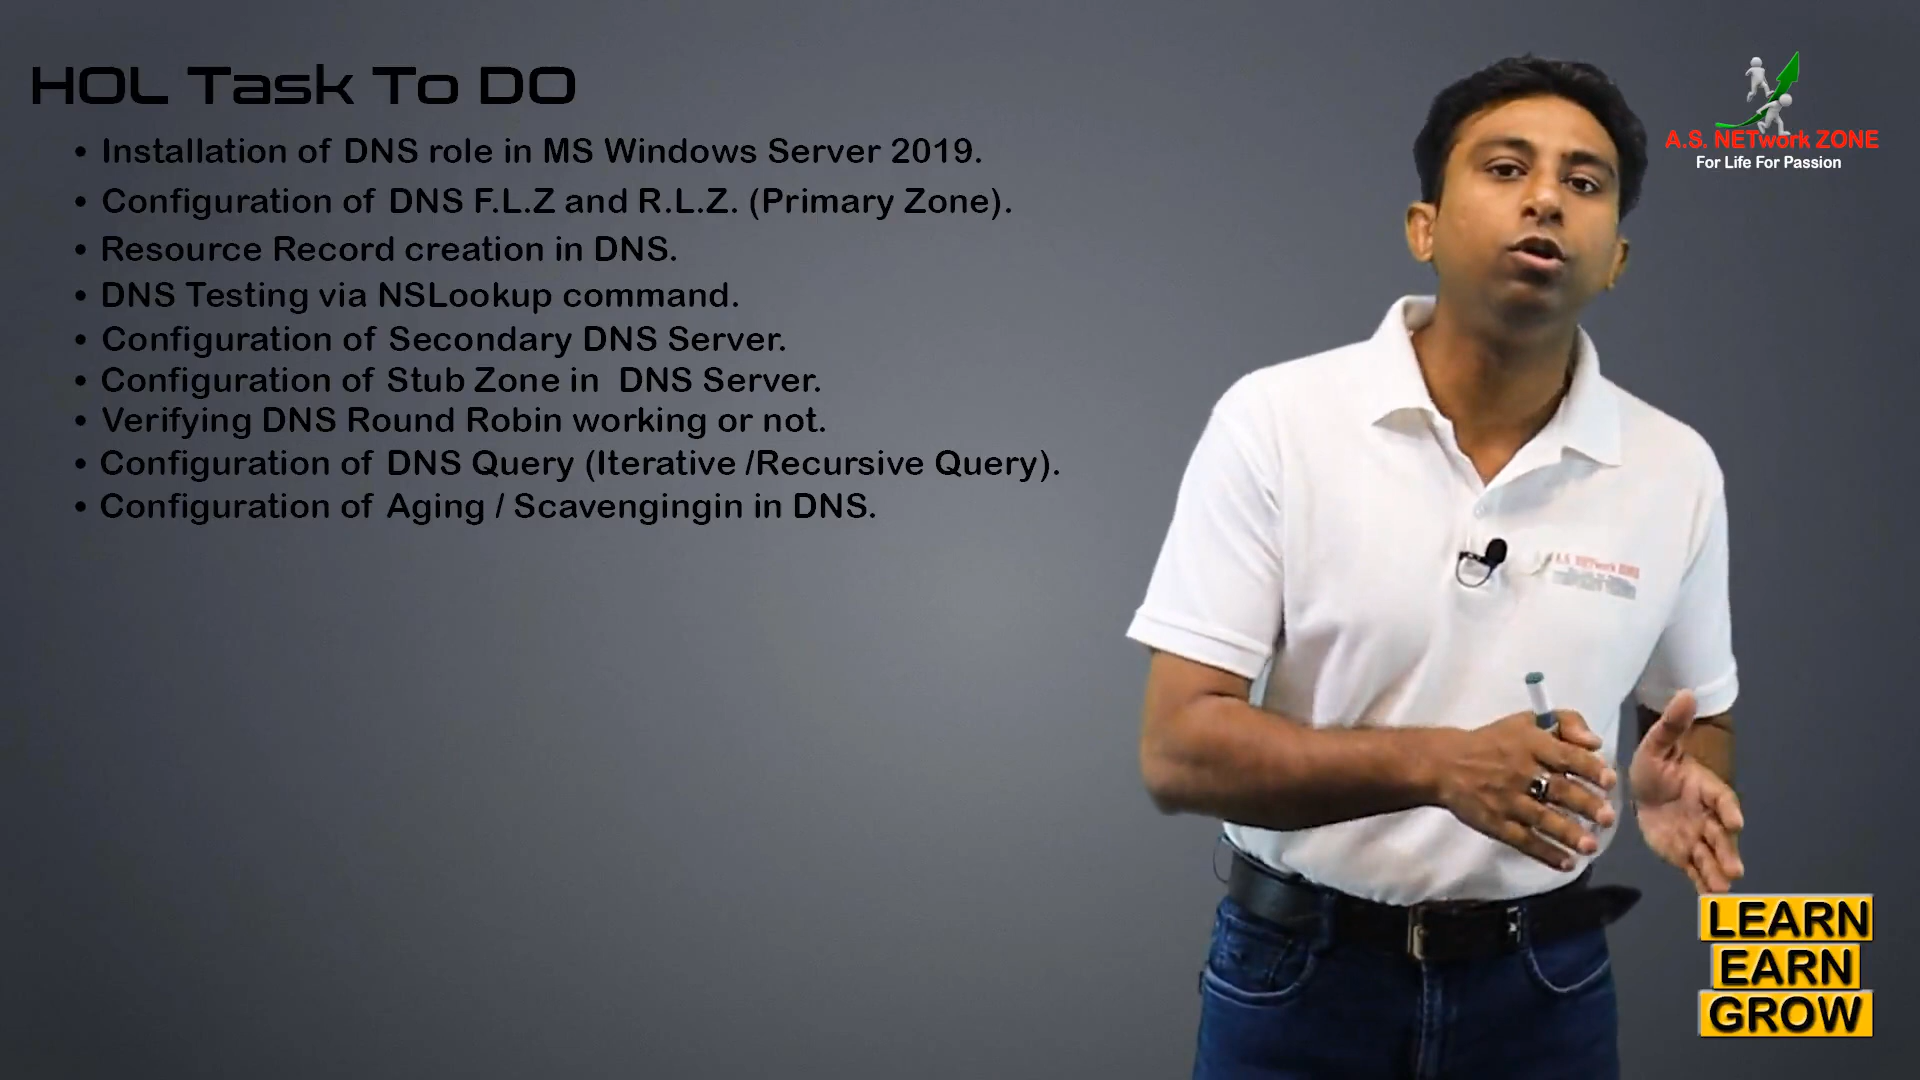 HOL Task To DO
• Installation of DNS role in MS Windows Server 2019.
• Configuration of DNS F.L.Z and R.L.Z. (Primary Zone).
• Resource Record creation in DNS.
• DNS Testing via NSLookup command.
• Configuration of Secondary DNS Server.
• Configuration of Stub Zone in DNS Server.
• Verifying DNS Round Robin working or not.
• Configuration of DNS Query (Iterative /Recursive Query).
• Configuration of Aging / Scavengingin in DNS.
A.S. NETwork ZONE
For Life For Passion
A.S. NETwork ZONE
LEARN
EARN
GROW